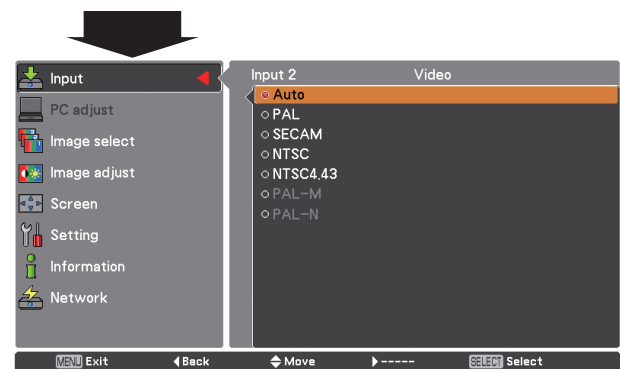 Input
PC adjust
Image select
Image adjust
Screen
Setting
Information
Network
Input 2 Video
Auto
PAL
SECAM
NTSC
NTSC4.43
PAL-M
PAL-N
MENU Exit Back Move ----- SELECT Select